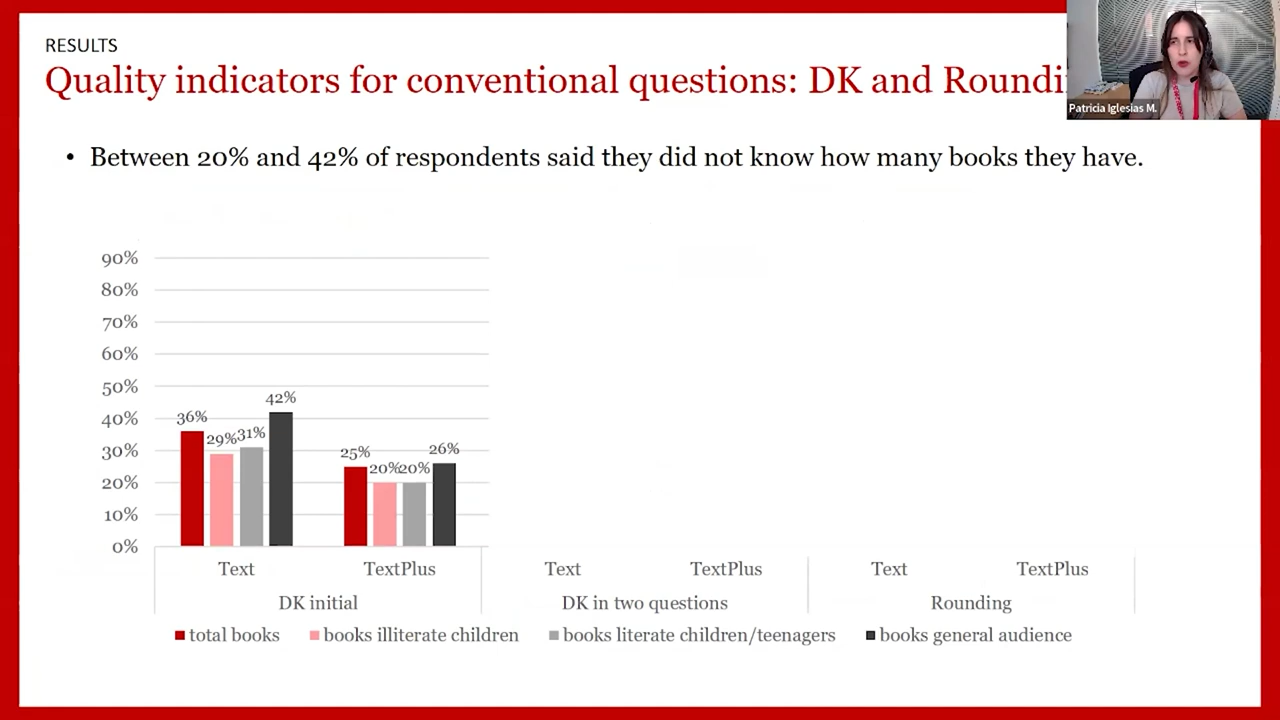 RESULTS
Quality indicators for conventional questions: DK and Roundi
Patricia Iglesias M.
• Between 20% and 42% of respondents said they did not know how many books they have.
90%
80%
70%
60%
50%
40%
30%
20%
10%
0%
36%
29%
31%
42%
25%
20%
20%
26%
Text
TextPlus
Text
TextPlus
Text
TextPlus
DK initial
DK in two questions
Rounding
total books
books illiterate children
books literate children/teenagers
books general audience